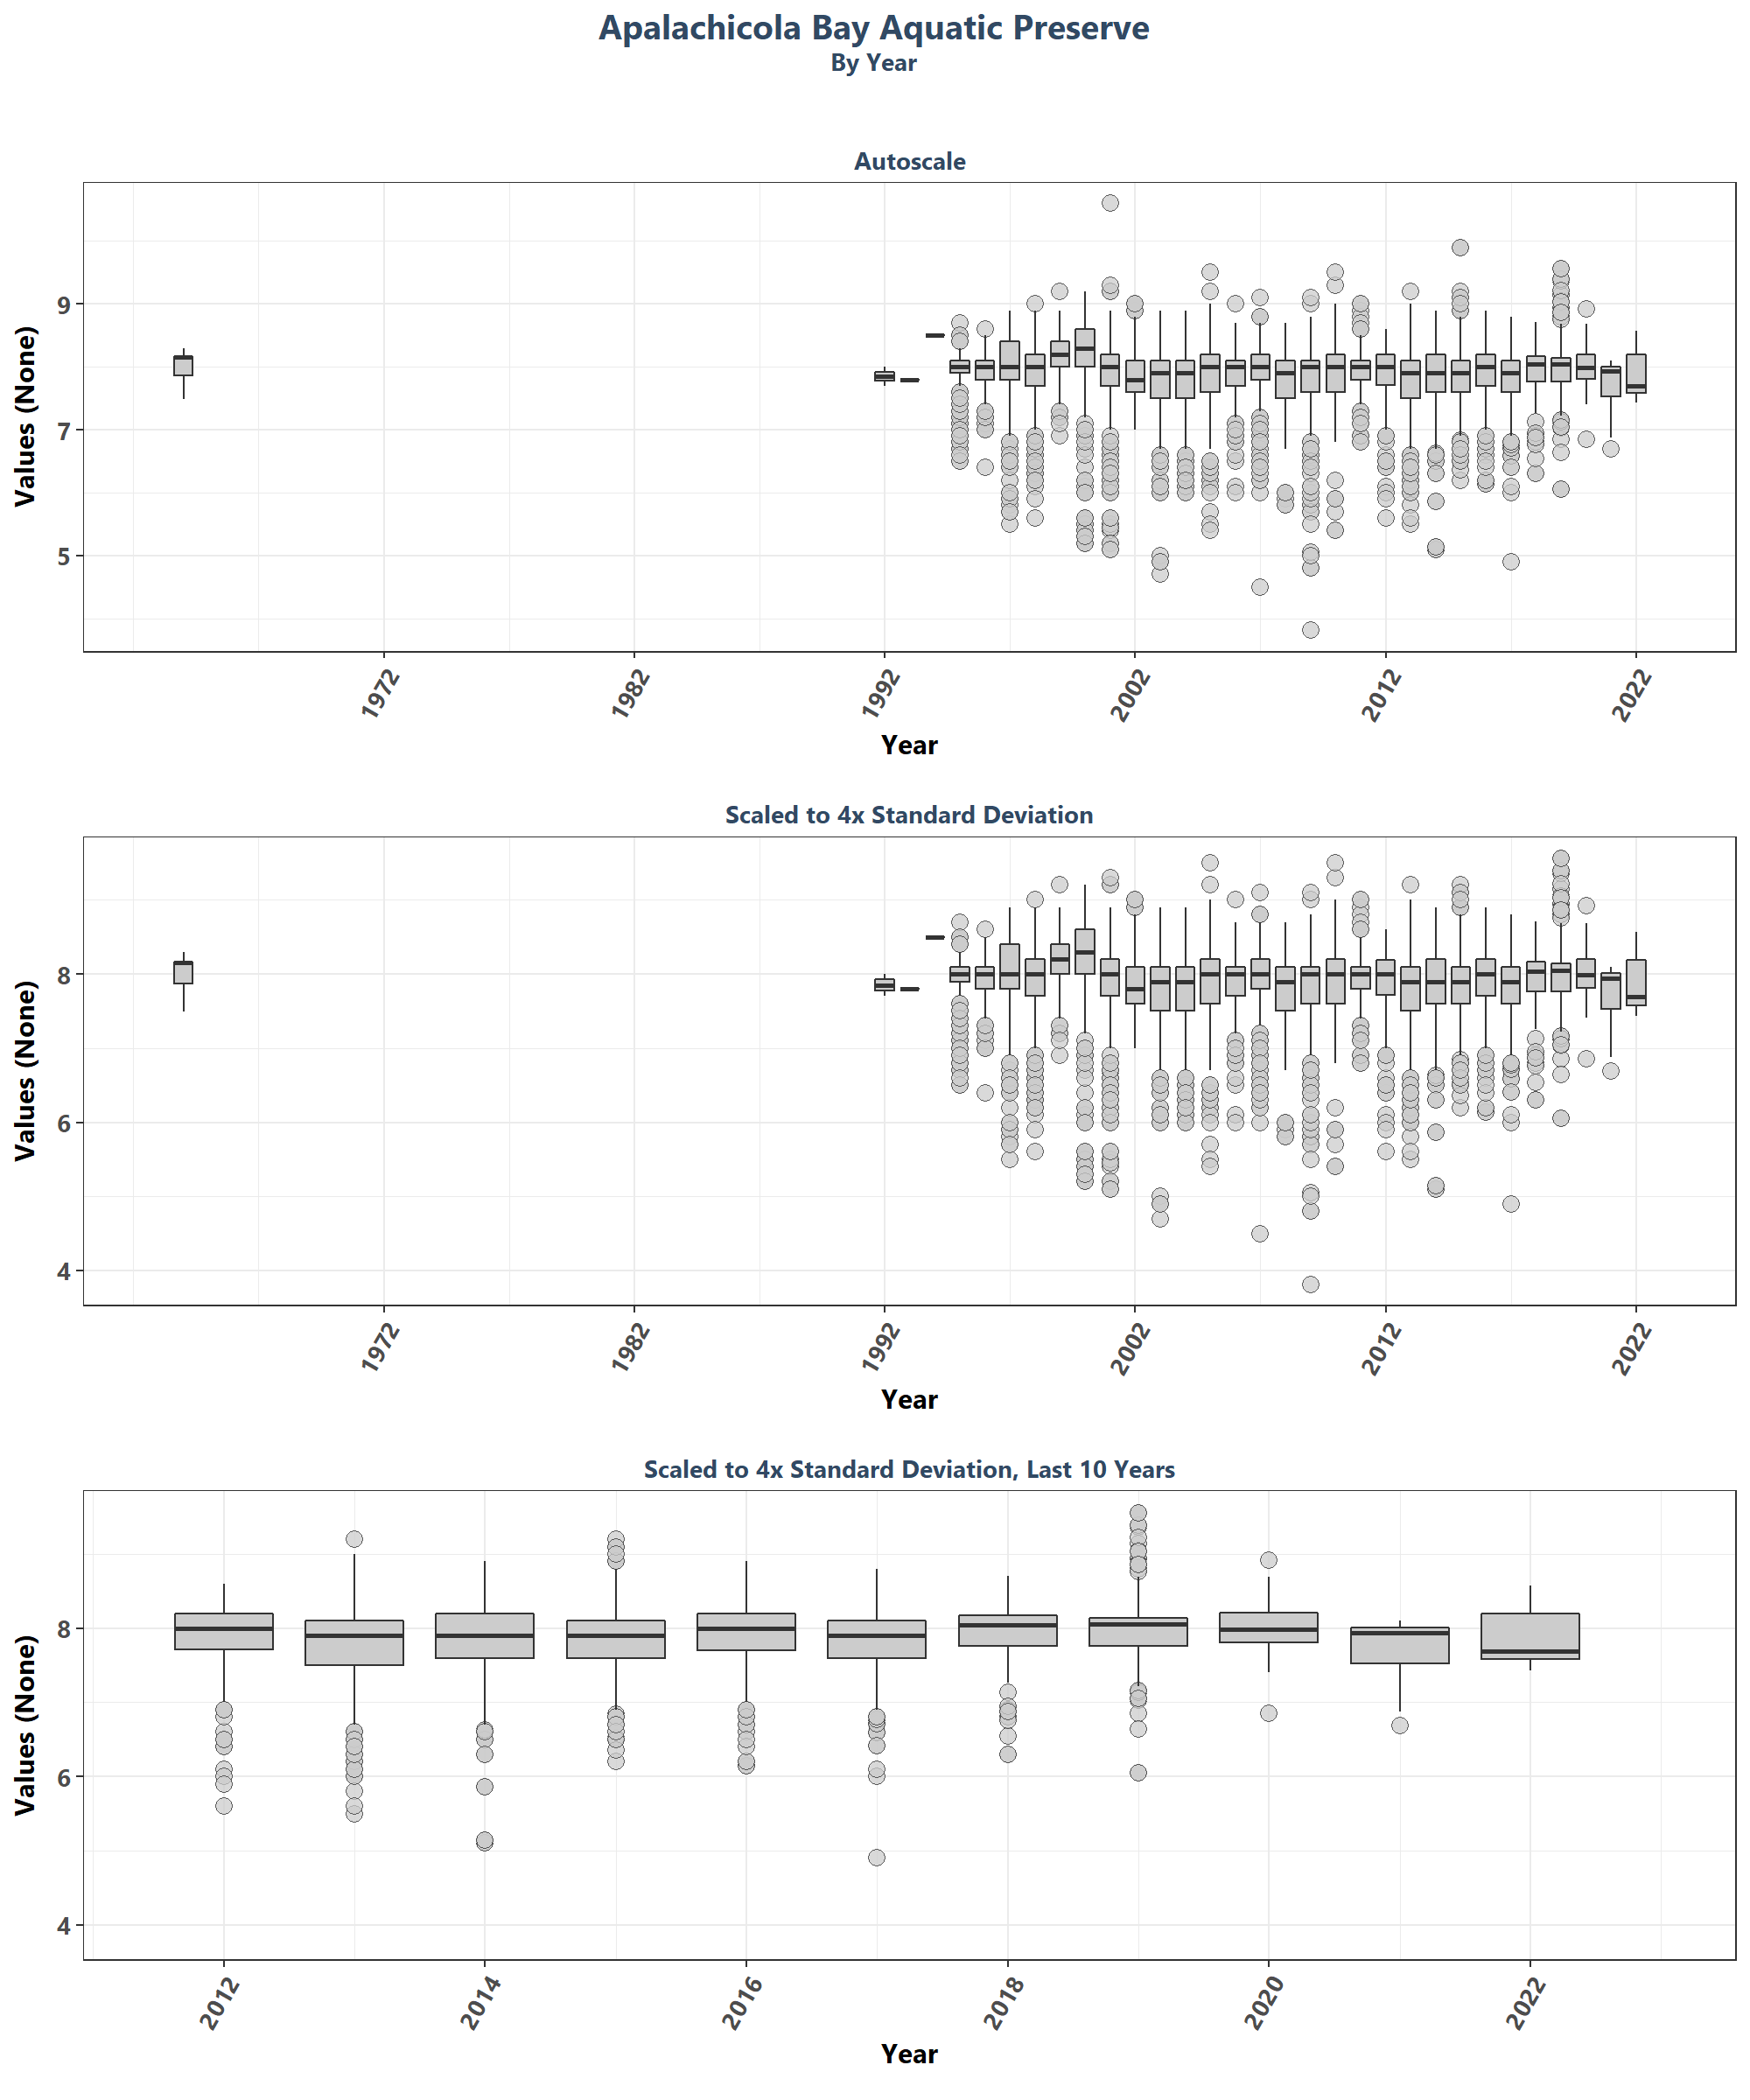 Apalachicola Bay Aquatic Preserve
By Year
Autoscale
Values (None)
9
7
5
1972 1982 1992 2002 2012 2022
Year
Scaled to 4x Standard Deviation
Values (None)
8
6
4
1972 1982 1992 2002 2012 2022
Year
Scaled to 4x Standard Deviation, Last 10 Years
Values (None)
8
6
4
2012 2014 2016 2018 2020 2022
Year